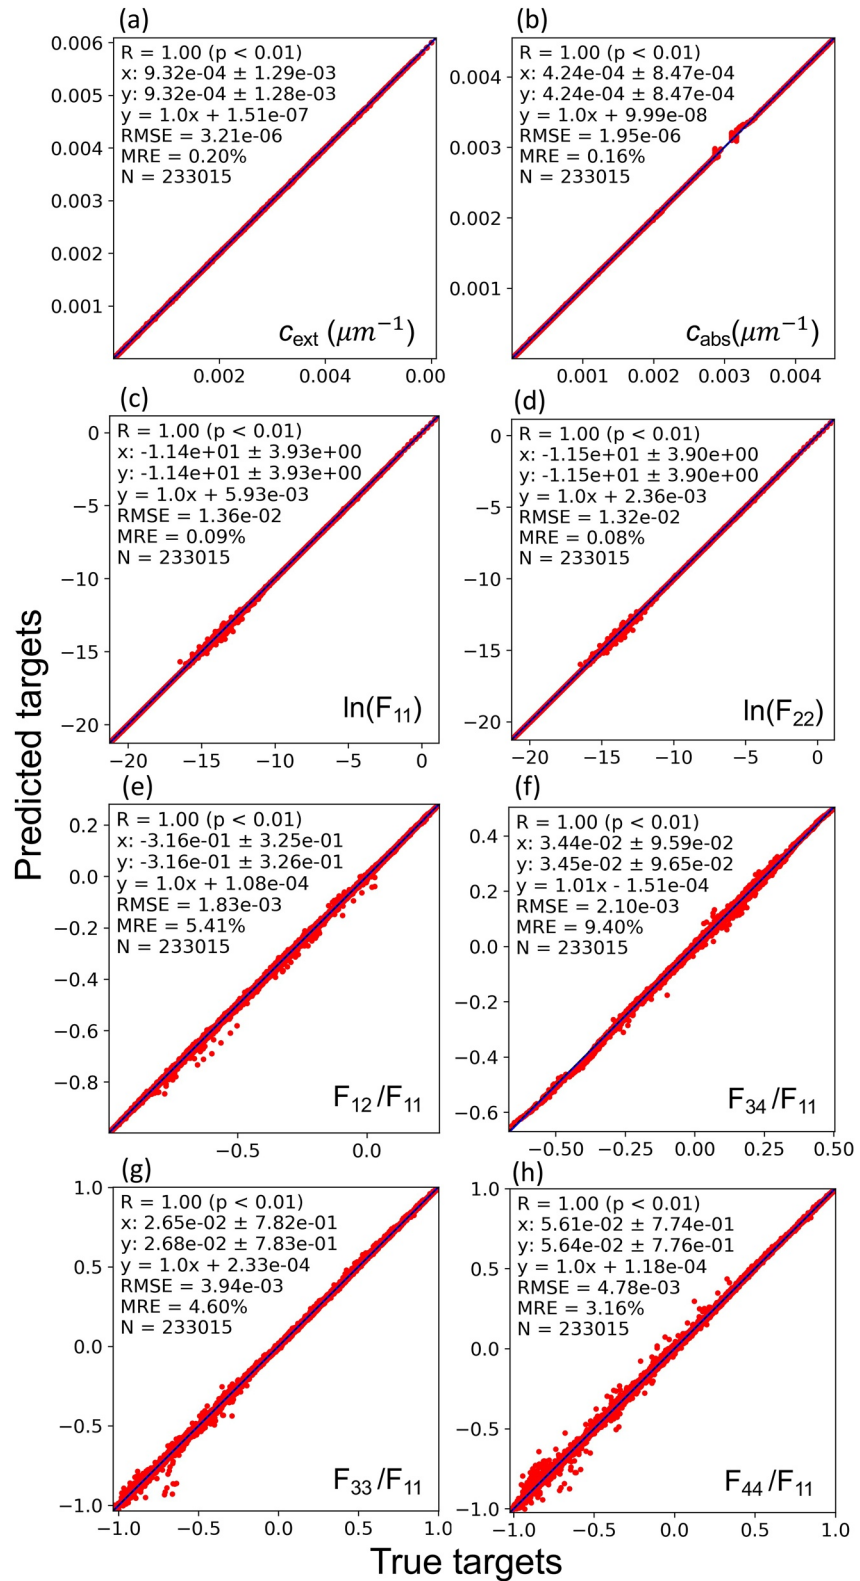 (a)
R = 1.00 (p < 0.01)
x: 9.32e-04 ± 1.29e-03
y: 9.32e-04 ± 1.28e-03
y = 1.0x + 1.51e-07
RMSE = 3.21e-06
MRE = 0.20%
N = 233015
0.006
0.005
0.004
0.003
0.002
0.001
c_ext (μm⁻¹)
0.002 0.004 0.00
(b)
R = 1.00 (p < 0.01)
x: 4.24e-04 ± 8.47e-04
y: 4.24e-04 ± 8.47e-04
y = 1.0x + 9.99e-08
RMSE = 1.95e-06
MRE = 0.16%
N = 233015
0.004
0.003
0.002
0.001
c_abs(μm⁻¹)
0.001 0.002 0.003 0.004
(c)
R = 1.00 (p < 0.01)
x: -1.14e+01 ± 3.93e+00
y: -1.14e+01 ± 3.93e+00
y = 1.0x + 5.93e-03
RMSE = 1.36e-02
MRE = 0.09%
N = 233015
0
−5
−10
−15
−20
ln(F₁₁)
−20 −15 −10 −5 0
(d)
R = 1.00 (p < 0.01)
x: -1.15e+01 ± 3.90e+00
y: -1.15e+01 ± 3.90e+00
y = 1.0x + 2.36e-03
RMSE = 1.32e-02
MRE = 0.08%
N = 233015
0
−5
−10
−15
−20
ln(F₂₂)
−20 −15 −10 −5 0
Predicted targets
(e)
R = 1.00 (p < 0.01)
x: -3.16e-01 ± 3.25e-01
y: -3.16e-01 ± 3.26e-01
y = 1.0x + 1.08e-04
RMSE = 1.83e-03
MRE = 5.41%
N = 233015
0.2
0.0
−0.2
−0.4
−0.6
−0.8
F₁₂/F₁₁
−0.5 0.0
(f)
R = 1.00 (p < 0.01)
x: 3.44e-02 ± 9.59e-02
y: 3.45e-02 ± 9.65e-02
y = 1.01x - 1.51e-04
RMSE = 2.10e-03
MRE = 9.40%
N = 233015
0.4
0.2
0.0
−0.2
−0.4
−0.6
F₃₄/F₁₁
−0.50 −0.25 0.00 0.25 0.50
(g)
R = 1.00 (p < 0.01)
x: 2.65e-02 ± 7.82e-01
y: 2.68e-02 ± 7.83e-01
y = 1.0x + 2.33e-04
RMSE = 3.94e-03
MRE = 4.60%
N = 233015
1.0
0.5
0.0
−0.5
−1.0
F₃₃/F₁₁
−1.0 −0.5 0.0 0.5 1.0
(h)
R = 1.00 (p < 0.01)
x: 5.61e-02 ± 7.74e-01
y: 5.64e-02 ± 7.76e-01
y = 1.0x + 1.18e-04
RMSE = 4.78e-03
MRE = 3.16%
N = 233015
1.0
0.5
0.0
−0.5
−1.0
F₄₄/F₁₁
−1.0 −0.5 0.0 0.5 1.0
True targets